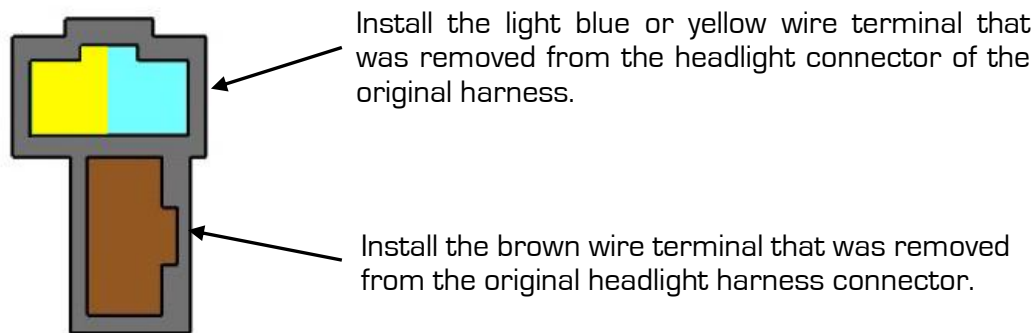 Install the light blue or yellow wire terminal that
was removed from the headlight connector of the
original harness.
Install the brown wire terminal that was removed
from the original headlight harness connector.